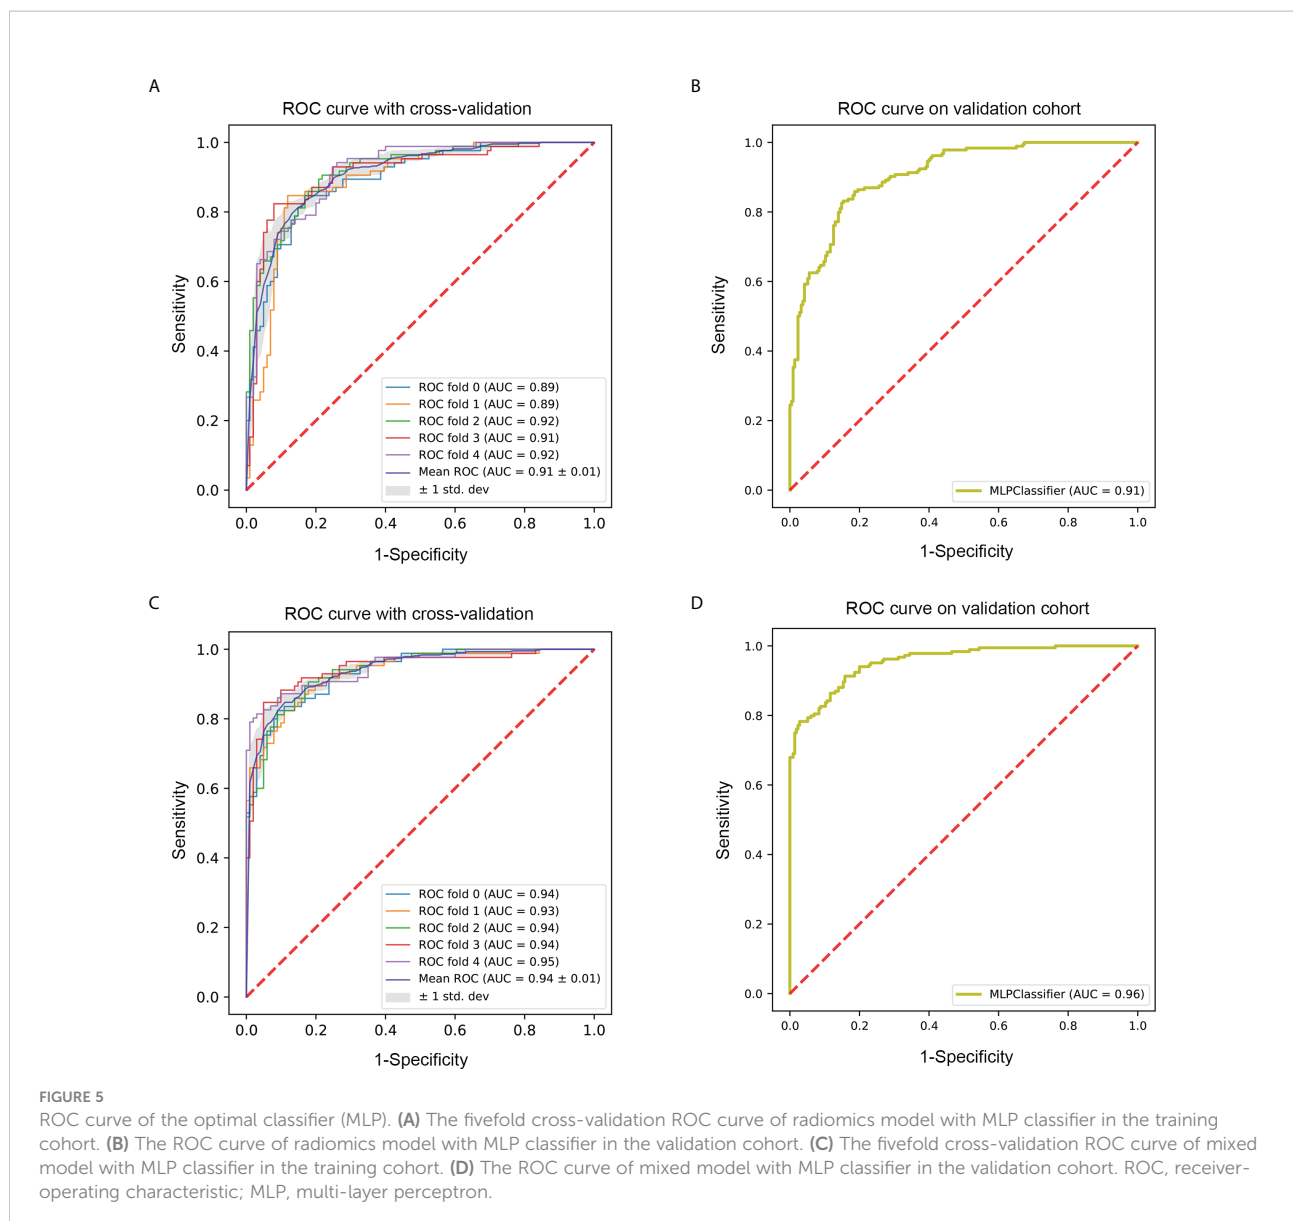 A
ROC curve with cross-validation
Sensitivity
1.0
0.8
0.6
0.4
0.2
0.0
ROC fold 0 (AUC = 0.89)
ROC fold 1 (AUC = 0.89)
ROC fold 2 (AUC = 0.92)
ROC fold 3 (AUC = 0.91)
ROC fold 4 (AUC = 0.92)
Mean ROC (AUC = 0.91 ± 0.01)
± 1 std. dev
0.0 0.2 0.4 0.6 0.8 1.0
1-Specificity
B
ROC curve on validation cohort
Sensitivity
1.0
0.8
0.6
0.4
0.2
0.0
MLPClassifier (AUC = 0.91)
0.0 0.2 0.4 0.6 0.8 1.0
1-Specificity
C
ROC curve with cross-validation
Sensitivity
1.0
0.8
0.6
0.4
0.2
0.0
ROC fold 0 (AUC = 0.94)
ROC fold 1 (AUC = 0.93)
ROC fold 2 (AUC = 0.94)
ROC fold 3 (AUC = 0.94)
ROC fold 4 (AUC = 0.95)
Mean ROC (AUC = 0.94 ± 0.01)
± 1 std. dev
0.0 0.2 0.4 0.6 0.8 1.0
1-Specificity
D
ROC curve on validation cohort
Sensitivity
1.0
0.8
0.6
0.4
0.2
0.0
MLPClassifier (AUC = 0.96)
0.0 0.2 0.4 0.6 0.8 1.0
1-Specificity
FIGURE 5
ROC curve of the optimal classifier (MLP). (A) The fivefold cross-validation ROC curve of radiomics model with MLP classifier in the training
cohort. (B) The ROC curve of radiomics model with MLP classifier in the validation cohort. (C) The fivefold cross-validation ROC curve of mixed
model with MLP classifier in the training cohort. (D) The ROC curve of mixed model with MLP classifier in the validation cohort. ROC, receiver-
operating characteristic; MLP, multi-layer perceptron.